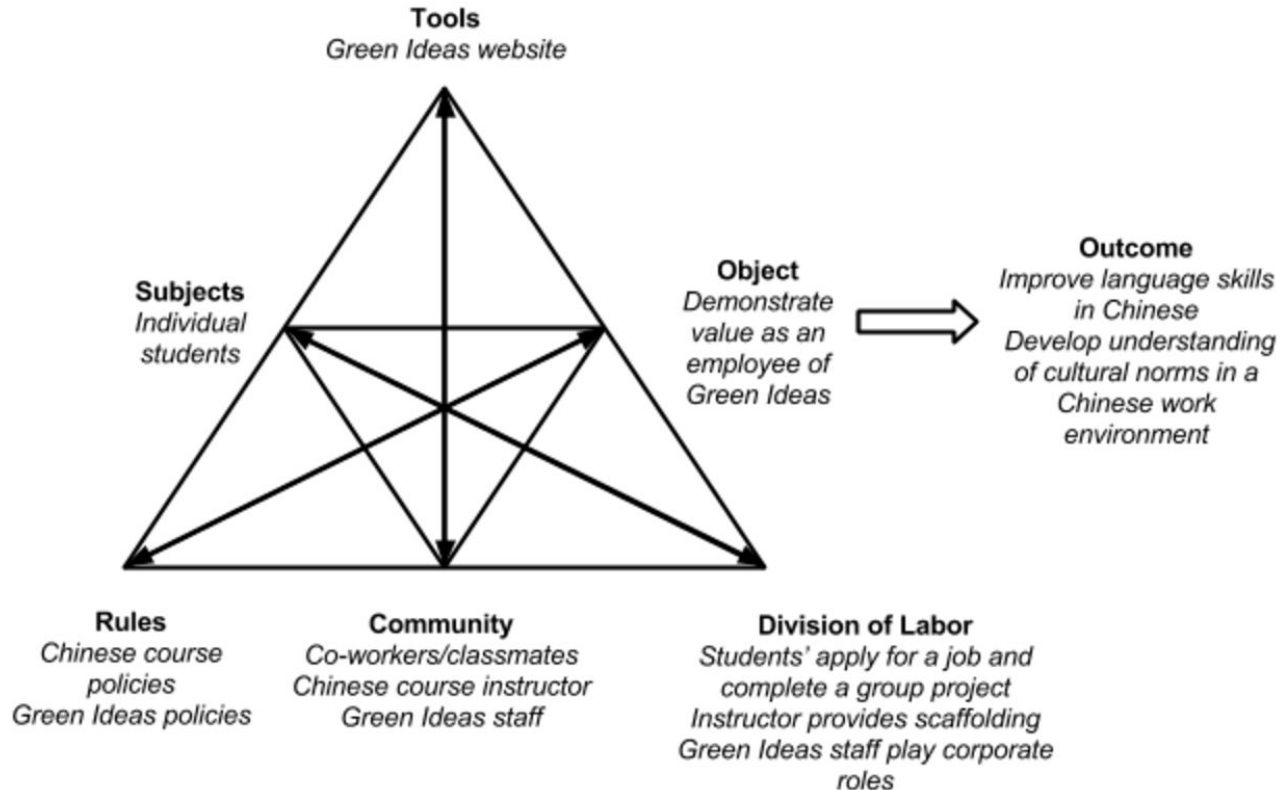 Tools
Green Ideas website
Subjects
Individual
students
Object
Demonstrate
value as an
employee of
Green Ideas
Outcome
Improve language skills
in Chinese
Develop understanding
of cultural norms in a
Chinese work
environment
Rules
Chinese course
policies
Green Ideas policies
Community
Co-workers/classmates
Chinese course instructor
Green Ideas staff
Division of Labor
Students' apply for a job and
complete a group project
Instructor provides scaffolding
Green Ideas staff play corporate
roles